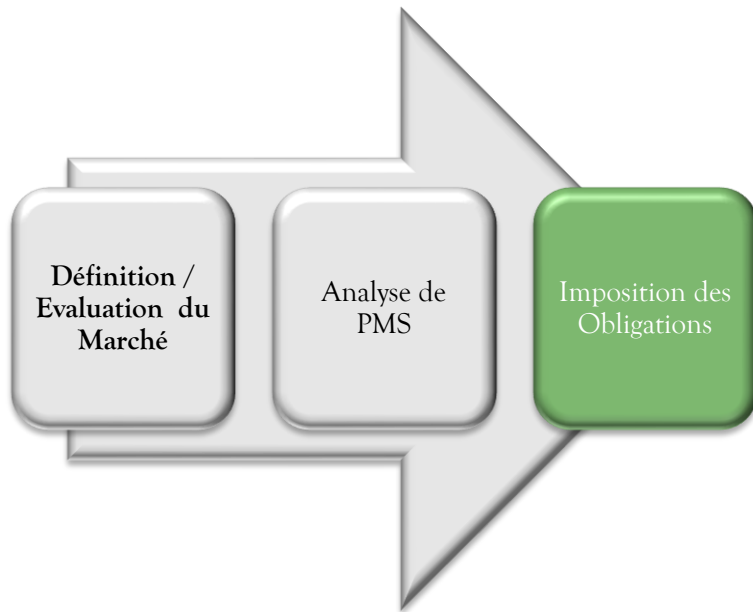 Définition /
Evaluation du
Marché
Analyse de
PMS
Imposition des
Obligations